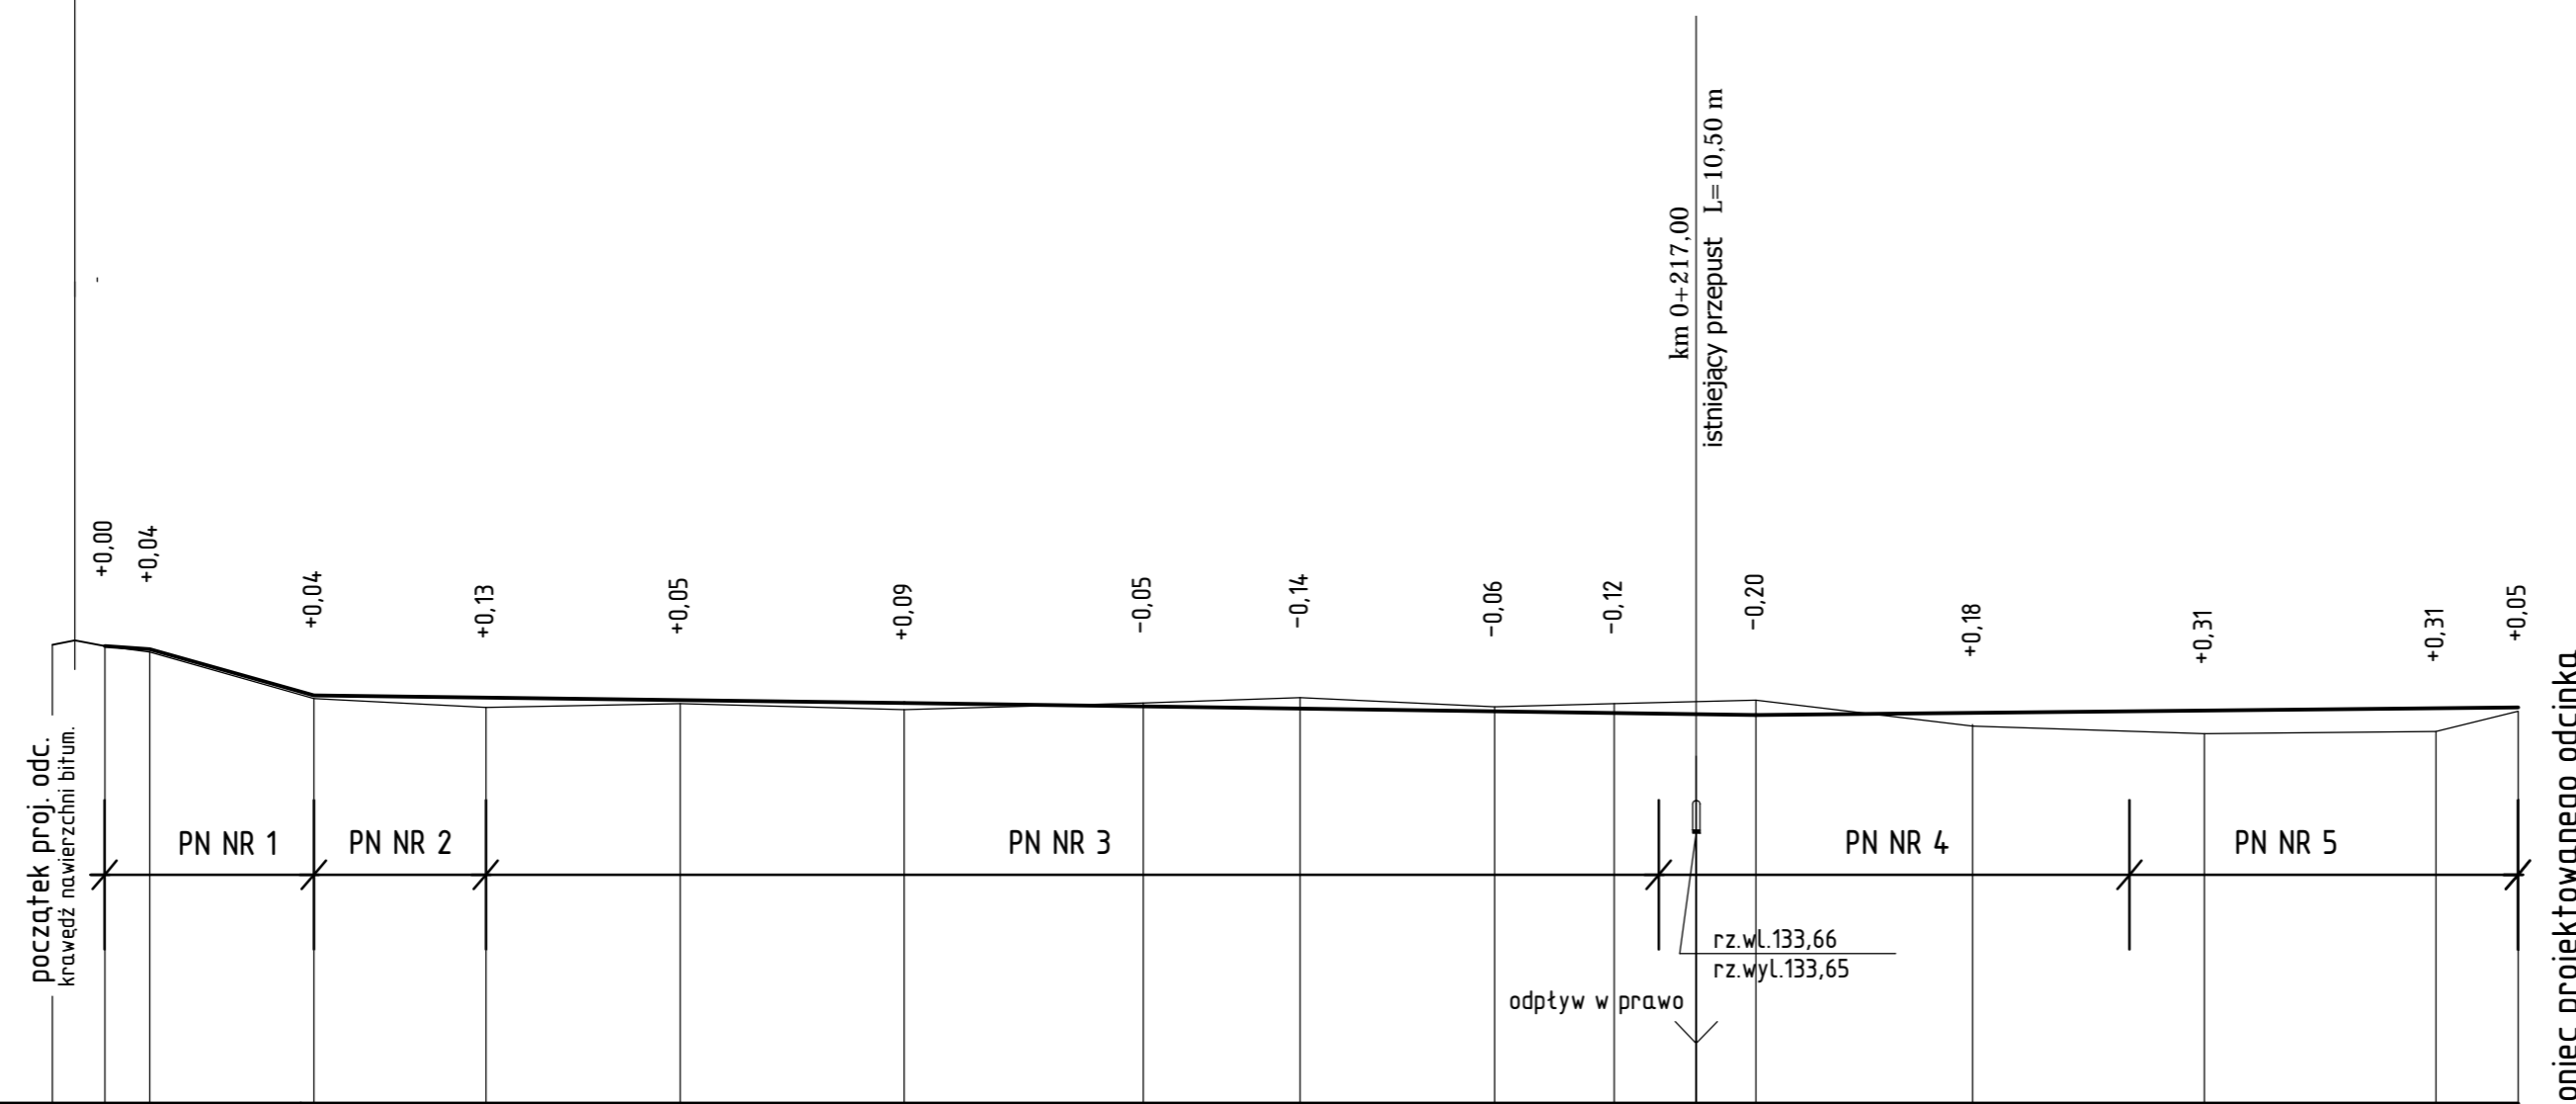 km 0+217,00
istniejący przepust L=10,50 m
+0,00
+0,04
+0,04
+0,13
+0,05
+0,09
-0,05
-0,14
-0,06
-0,12
-0,20
+0,18
+0,31
+0,31
+0,05
początek proj. odc.
krawędź nawierzchni bitum.
PN NR 1
PN NR 2
PN NR 3
PN NR 4
PN NR 5
rz.wl.133,66
rz.wyl.133,65
odpływ w prawo
oniec projektowanego odcinka